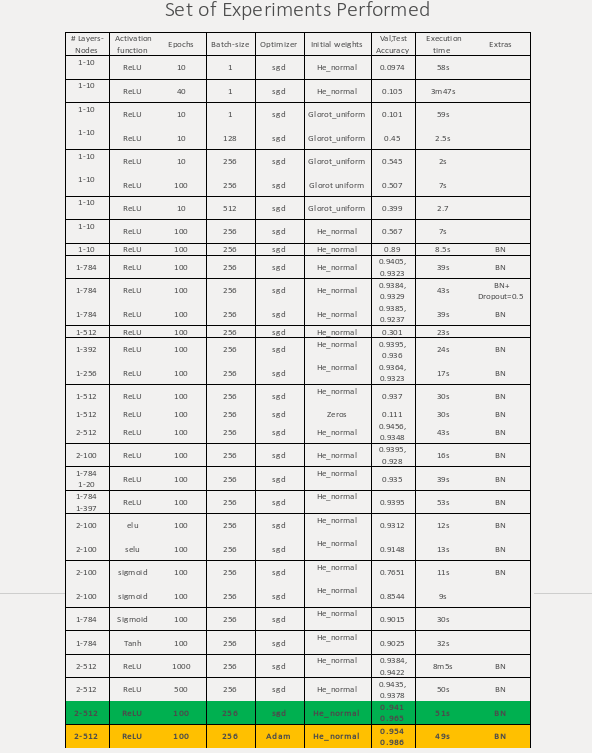 Set of Experiments Performed
# Layers-Nodes Activation function Epochs Batch-size Optimizer Initial weights Val,Test Accuracy Execution time Extras
1-10 ReLU 10 1 sgd He_normal 0.0974 58s
1-10 ReLU 40 1 sgd He_normal 0.105 3m47s
1-10 ReLU 10 1 sgd Glorot_uniform 0.101 59s
1-10 ReLU 10 128 sgd Glorot_uniform 0.45 2.5s
1-10 ReLU 10 256 sgd Glorot_uniform 0.545 2s
1-10 ReLU 100 256 sgd Glorot uniform 0.507 7s
1-10 ReLU 10 512 sgd Glorot_uniform 0.399 2.7
1-10 ReLU 100 256 sgd He_normal 0.567 7s
1-10 ReLU 100 256 sgd He_normal 0.89 8.5s BN
1-784 ReLU 100 256 sgd He_normal 0.9405, 0.9323 39s BN
1-784 ReLU 100 256 sgd He_normal 0.9384, 0.9329 43s BN+ Dropout=0.5
1-784 ReLU 100 256 sgd He_normal 0.9385, 0.9237 39s BN
1-512 ReLU 100 256 sgd He_normal 0.301 23s
1-392 ReLU 100 256 sgd He_normal 0.9395, 0.936 24s BN
1-256 ReLU 100 256 sgd He_normal 0.9364, 0.9323 17s BN
1-512 ReLU 100 256 sgd He_normal 0.937 30s BN
1-512 ReLU 100 256 sgd Zeros 0.111 30s BN
2-512 ReLU 100 256 sgd He_normal 0.9456, 0.9348 43s BN
2-100 ReLU 100 256 sgd He_normal 0.9395, 0.928 16s BN
1-784 1-20 ReLU 100 256 sgd He_normal 0.935 39s BN
1-784 1-397 ReLU 100 256 sgd He_normal 0.9395 53s BN
2-100 elu 100 256 sgd He_normal 0.9312 12s BN
2-100 selu 100 256 sgd He_normal 0.9148 13s BN
2-100 sigmoid 100 256 sgd He_normal 0.7651 11s BN
2-100 sigmoid 100 256 sgd He_normal 0.8544 9s
1-784 Sigmoid 100 256 sgd He_normal 0.9015 30s
1-784 Tanh 100 256 sgd He_normal 0.9025 32s
2-512 ReLU 1000 256 sgd He_normal 0.9384, 0.9422 8m5s BN
2-512 ReLU 500 256 sgd He_normal 0.9435, 0.9378 50s BN
2-512 ReLU 100 256 sgd He_normal 0.941 0.965 51s BN
2-512 ReLU 100 256 Adam He_normal 0.954 0.986 49s BN